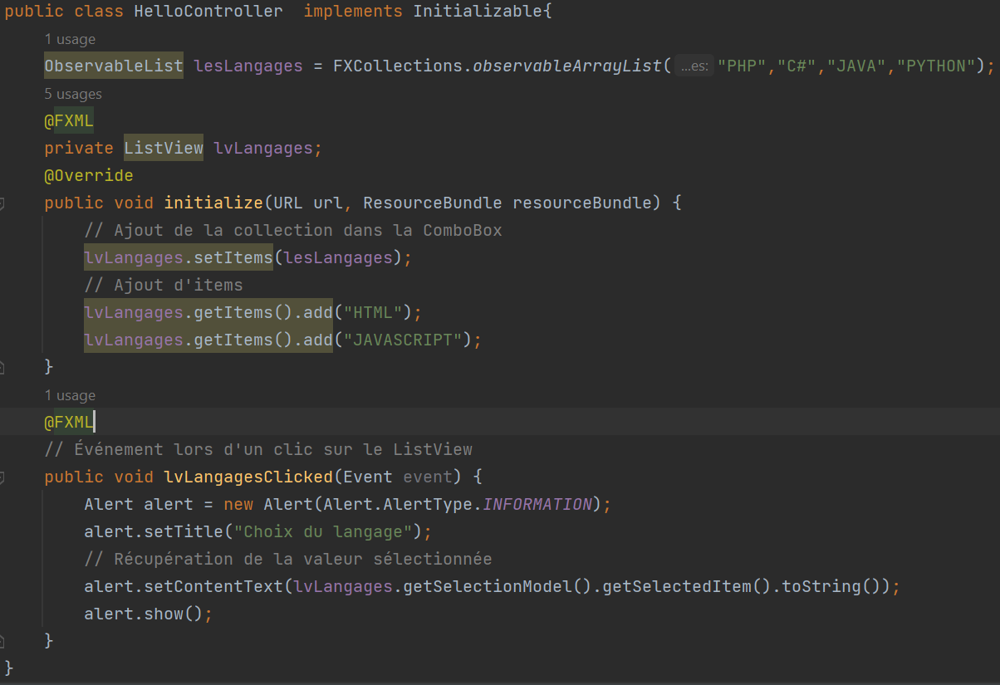 public class HelloController  implements Initializable{
1 usage
ObservableList lesLangages = FXCollections.observableArrayList( ...es: "PHP","C#","JAVA","PYTHON");
5 usages
@FXML
private ListView lvLangages;
@Override
public void initialize(URL url, ResourceBundle resourceBundle) {
// Ajout de la collection dans la ComboBox
lvLangages.setItems(lesLangages);
// Ajout d'items
lvLangages.getItems().add("HTML");
lvLangages.getItems().add("JAVASCRIPT");
}
1 usage
@FXML
// Événement lors d'un clic sur le ListView
public void lvLangagesClicked(Event event) {
Alert alert = new Alert(Alert.AlertType.INFORMATION);
alert.setTitle("Choix du langage");
// Récupération de la valeur sélectionnée
alert.setContentText(lvLangages.getSelectionModel().getSelectedItem().toString());
alert.show();
}
}